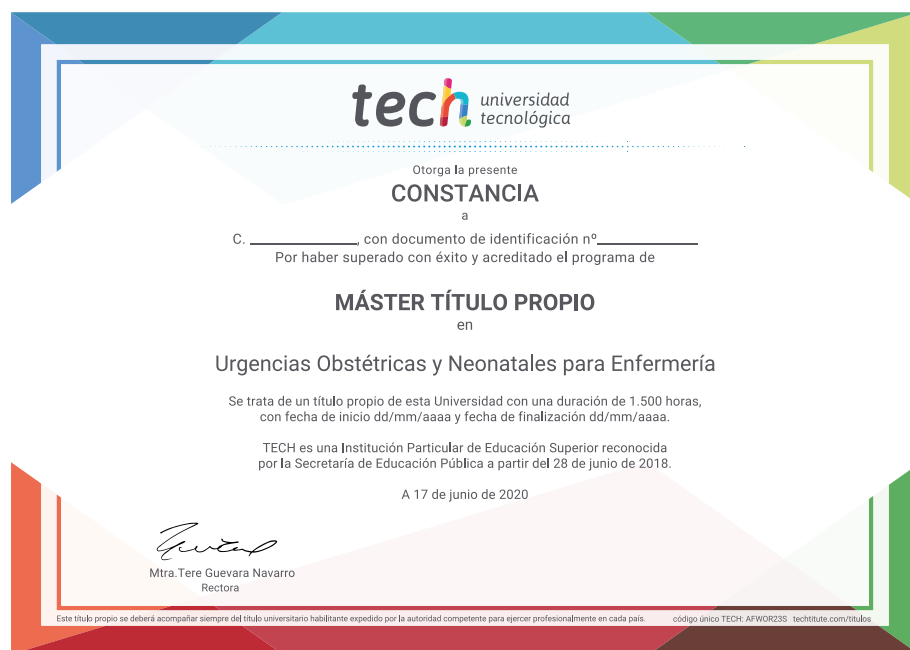 tech universidad
tecnológica
Otorga la presente
CONSTANCIA
a
C. ____________, con documento de identificación nº____________
Por haber superado con éxito y acreditado el programa de
MÁSTER TÍTULO PROPIO
en
Urgencias Obstétricas y Neonatales para Enfermería
Se trata de un título propio de esta Universidad con una duración de 1.500 horas,
con fecha de inicio dd/mm/aaaa y fecha de finalización dd/mm/aaaa.
TECH es una Institución Particular de Educación Superior reconocida
por la Secretaría de Educación Pública a partir del 28 de junio de 2018.
A 17 de junio de 2020
Mtra.Tere Guevara Navarro
Rectora
Este título propio se deberá acompañar siempre del título universitario habilitante expedido por la autoridad competente para ejercer profesionalmente en cada país. código único TECH: AFWOR23S techtitute.com/titulos